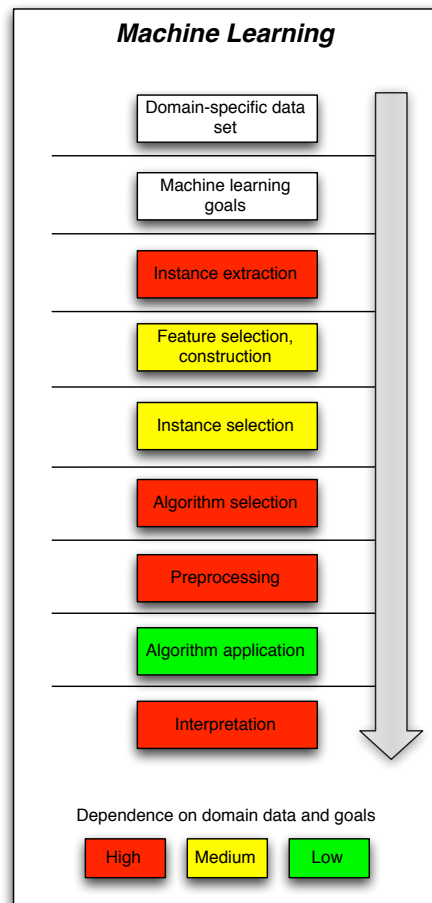 Machine Learning
Domain-specific data
set
Machine learning
goals
Instance extraction
Feature selection,
construction
Instance selection
Algorithm selection
Preprocessing
Algorithm application
Interpretation
Dependence on domain data and goals
High
Medium
Low